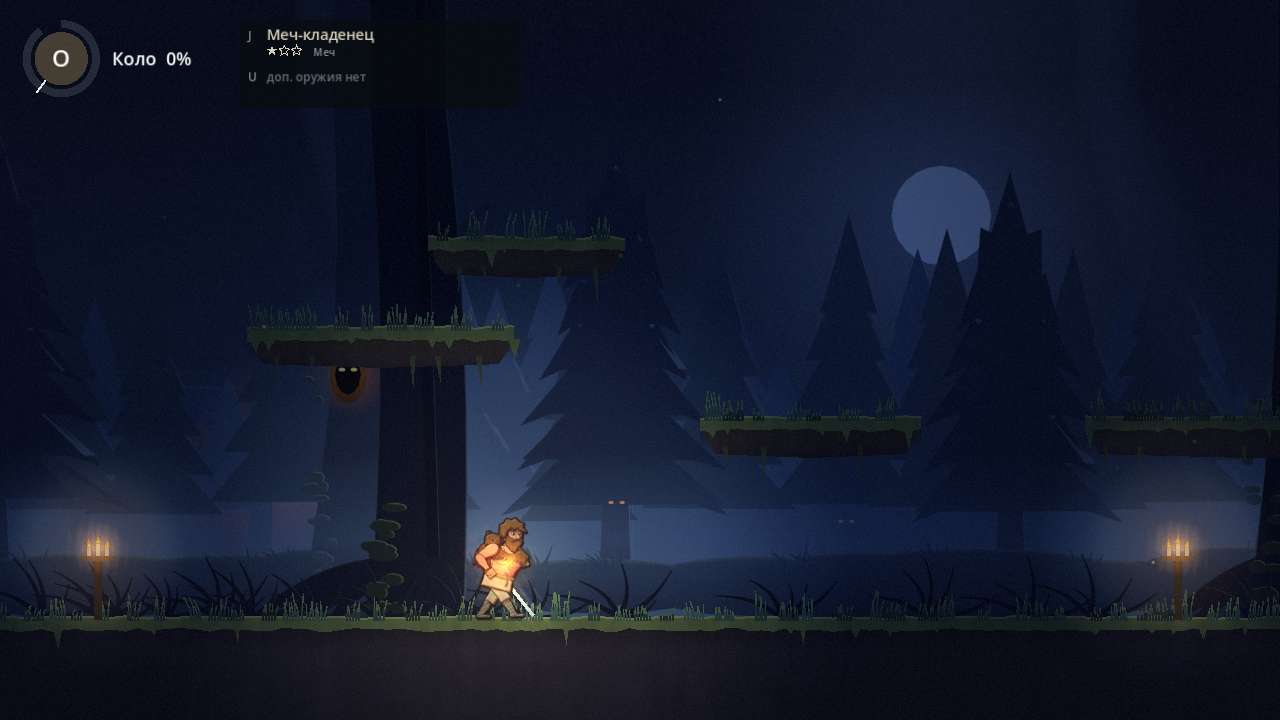 О
Коло 0%
J Меч-кладенец
★☆☆ Меч
U доп. оружия нет